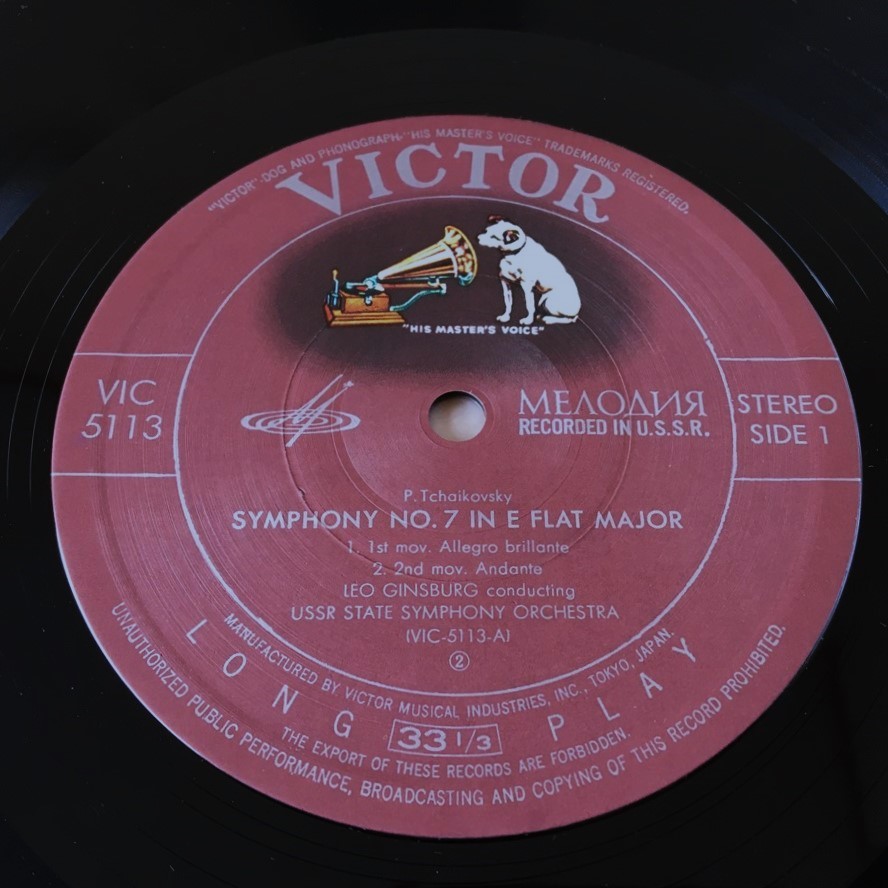 "VICTOR"-DOG AND PHONOGRAPH-"HIS MASTER'S VOICE" TRADEMARKS REGISTERED.
VICTOR
"HIS MASTER'S VOICE"
VIC
5113
МЕЛОДИЯ
RECORDED IN U.S.S.R.
STEREO
SIDE 1
P. Tchaikovsky
SYMPHONY NO. 7 IN E FLAT MAJOR
1. 1st mov. Allegro brillante
2. 2nd mov. Andante
LEO GINSBURG conducting
USSR STATE SYMPHONY ORCHESTRA
(VIC-5113-A)
②
MANUFACTURED BY VICTOR MUSICAL INDUSTRIES, INC., TOKYO, JAPAN.
LONG 33 1/3 PLAY
THE EXPORT OF THESE RECORDS ARE FORBIDDEN.
UNAUTHORIZED PUBLIC PERFORMANCE, BROADCASTING AND COPYING OF THIS RECORD PROHIBITED.